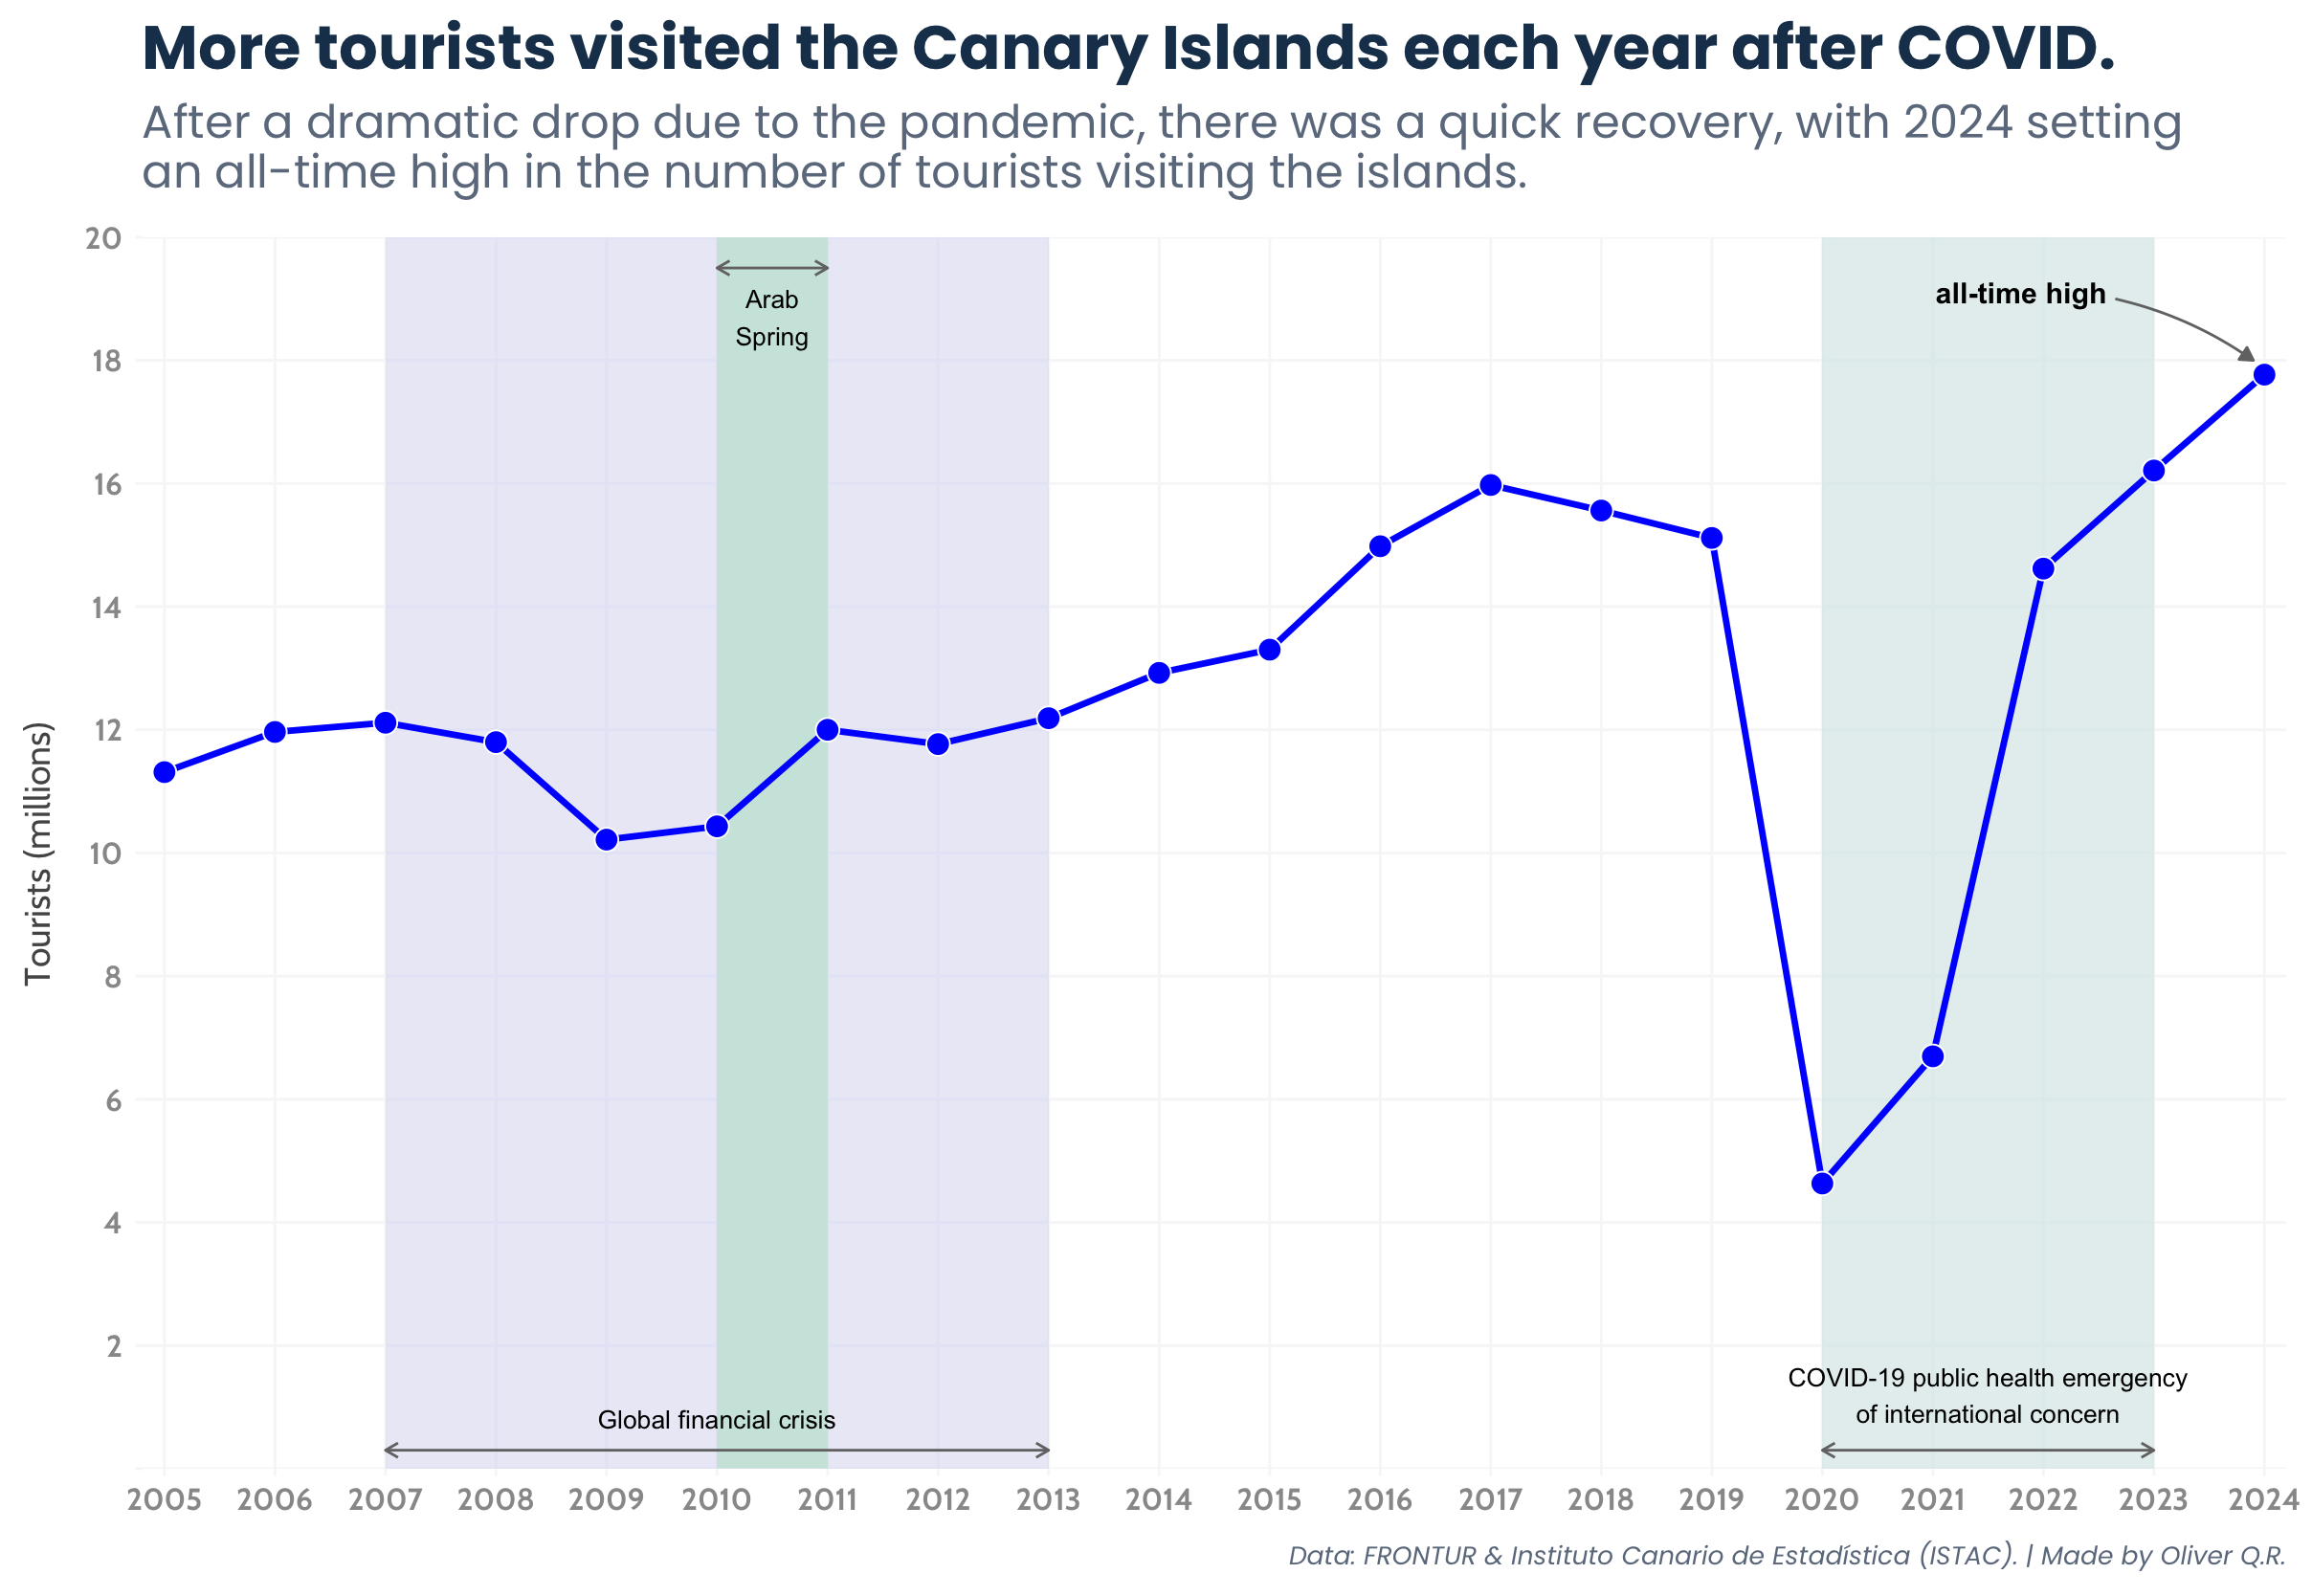 More tourists visited the Canary Islands each year after COVID.
After a dramatic drop due to the pandemic, there was a quick recovery, with 2024 setting
an all-time high in the number of tourists visiting the islands.
20
18
16
14
12
10
8
6
4
2
Tourists (millions)
Arab
Spring
all-time high
Global financial crisis
COVID-19 public health emergency
of international concern
2005 2006 2007 2008 2009 2010 2011 2012 2013 2014 2015 2016 2017 2018 2019 2020 2021 2022 2023 2024
Data: FRONTUR & Instituto Canario de Estadística (ISTAC). | Made by Oliver Q.R.